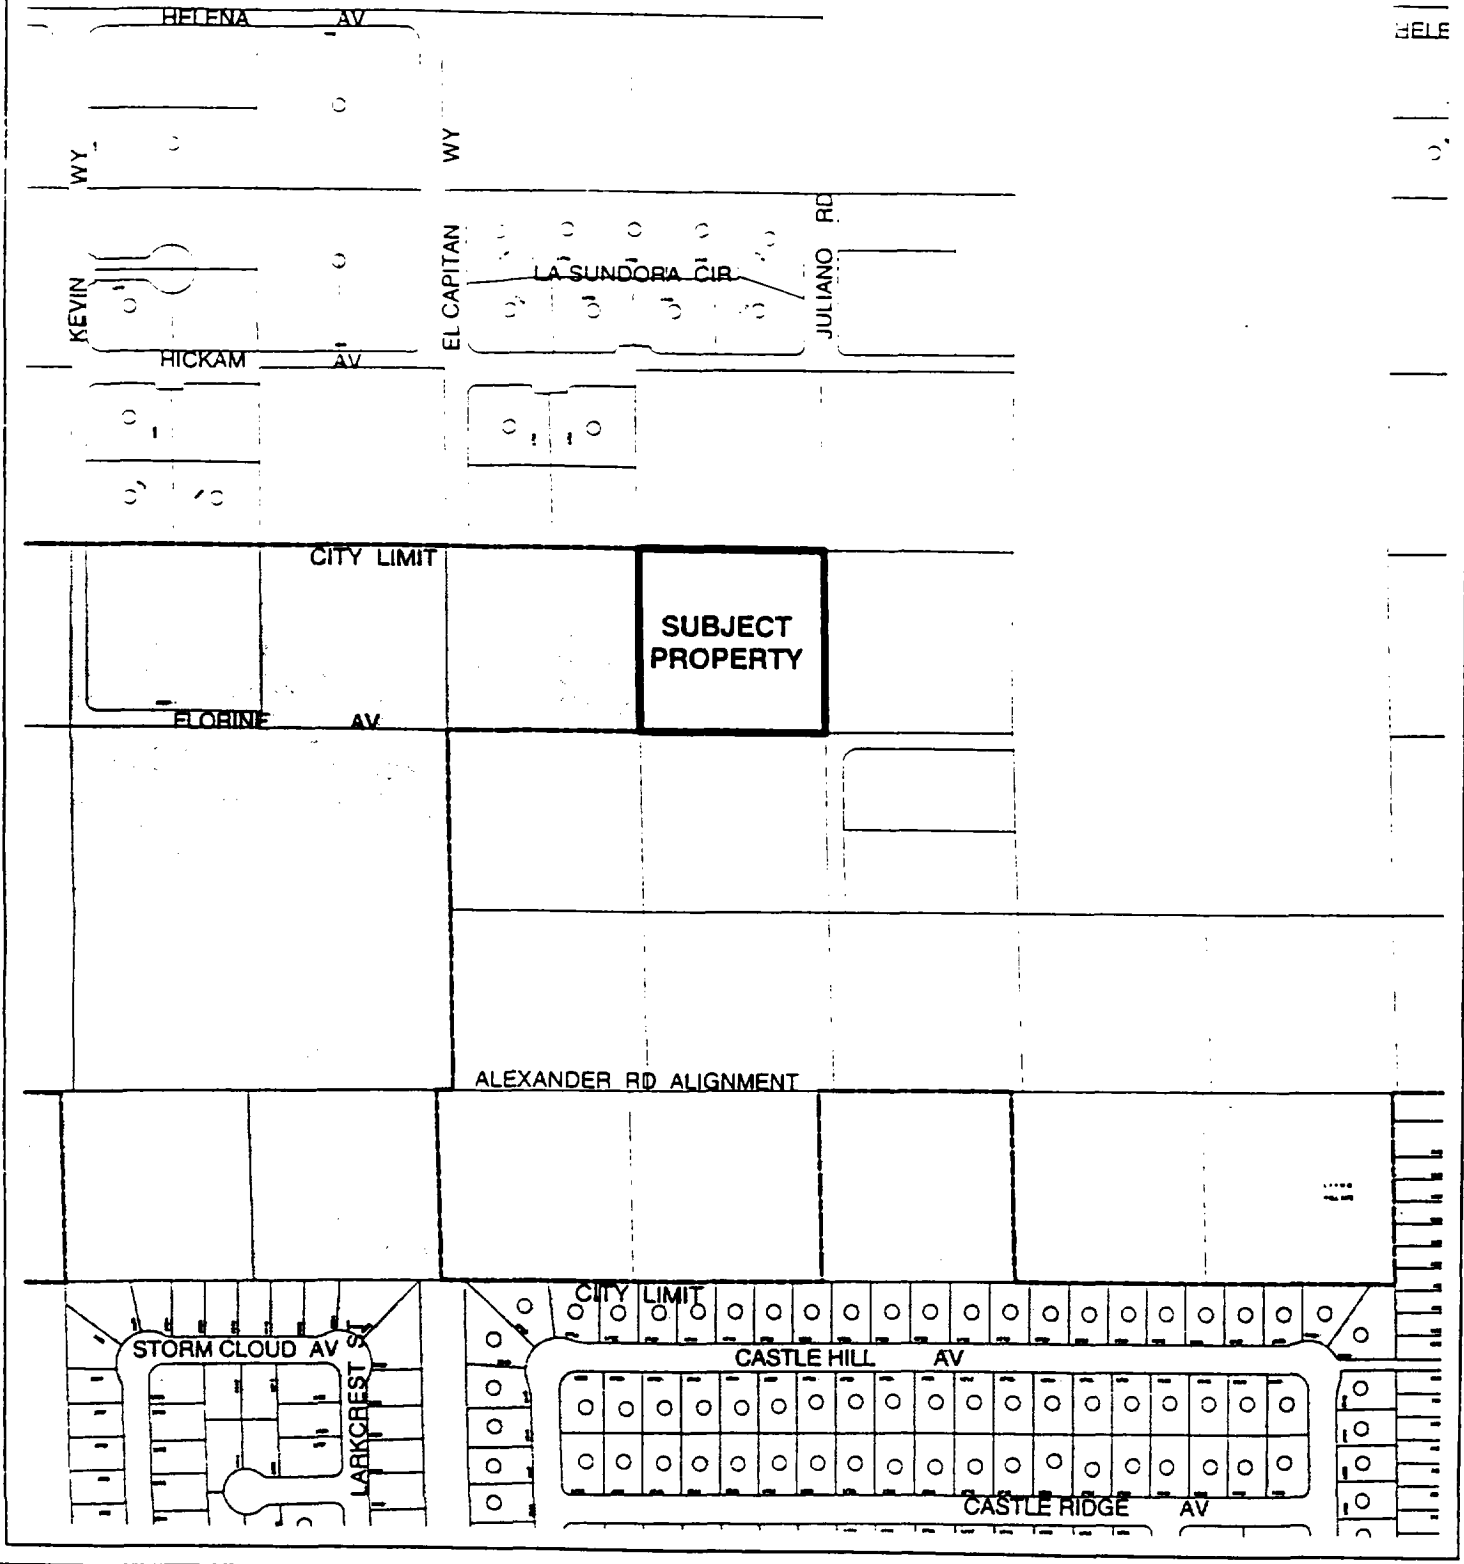 HELENA AV
HELE
WY
WY
KEVIN
EL CAPITAN
JULIANO RD
LA SUNDORA CIR
HICKAM AV
CITY LIMIT
SUBJECT
PROPERTY
FLORINE AV
ALEXANDER RD ALIGNMENT
CITY LIMIT
STORM CLOUD AV
LARKCREST ST
CASTLE HILL AV
CASTLE RIDGE AV